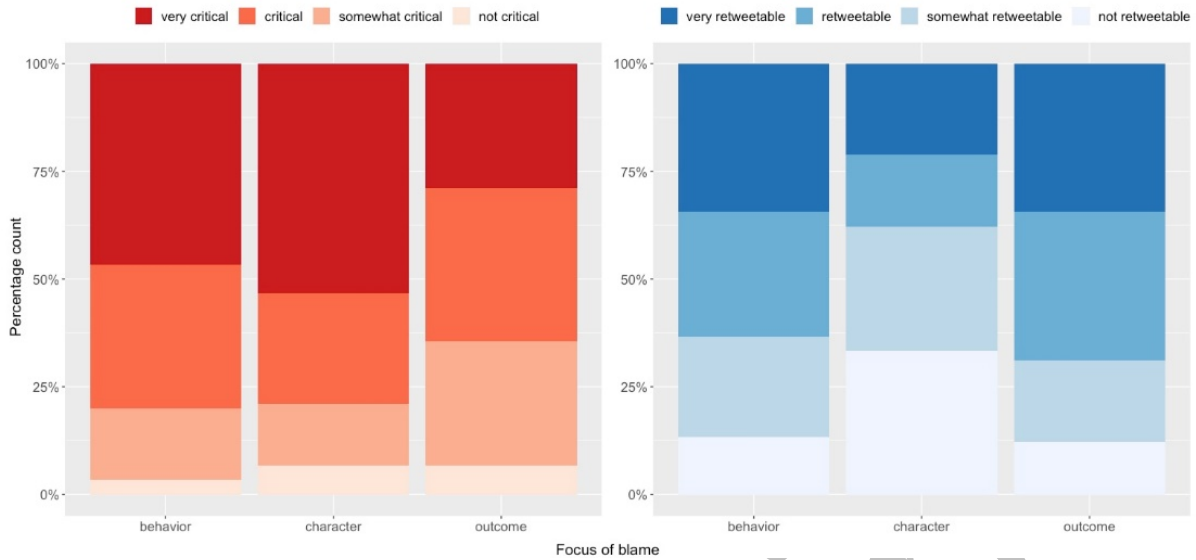 very critical critical somewhat critical not critical
very retweetable retweetable somewhat retweetable not retweetable
100%
75%
50%
25%
0%
Percentage count
behavior character outcome
100%
75%
50%
25%
0%
behavior character outcome
Focus of blame